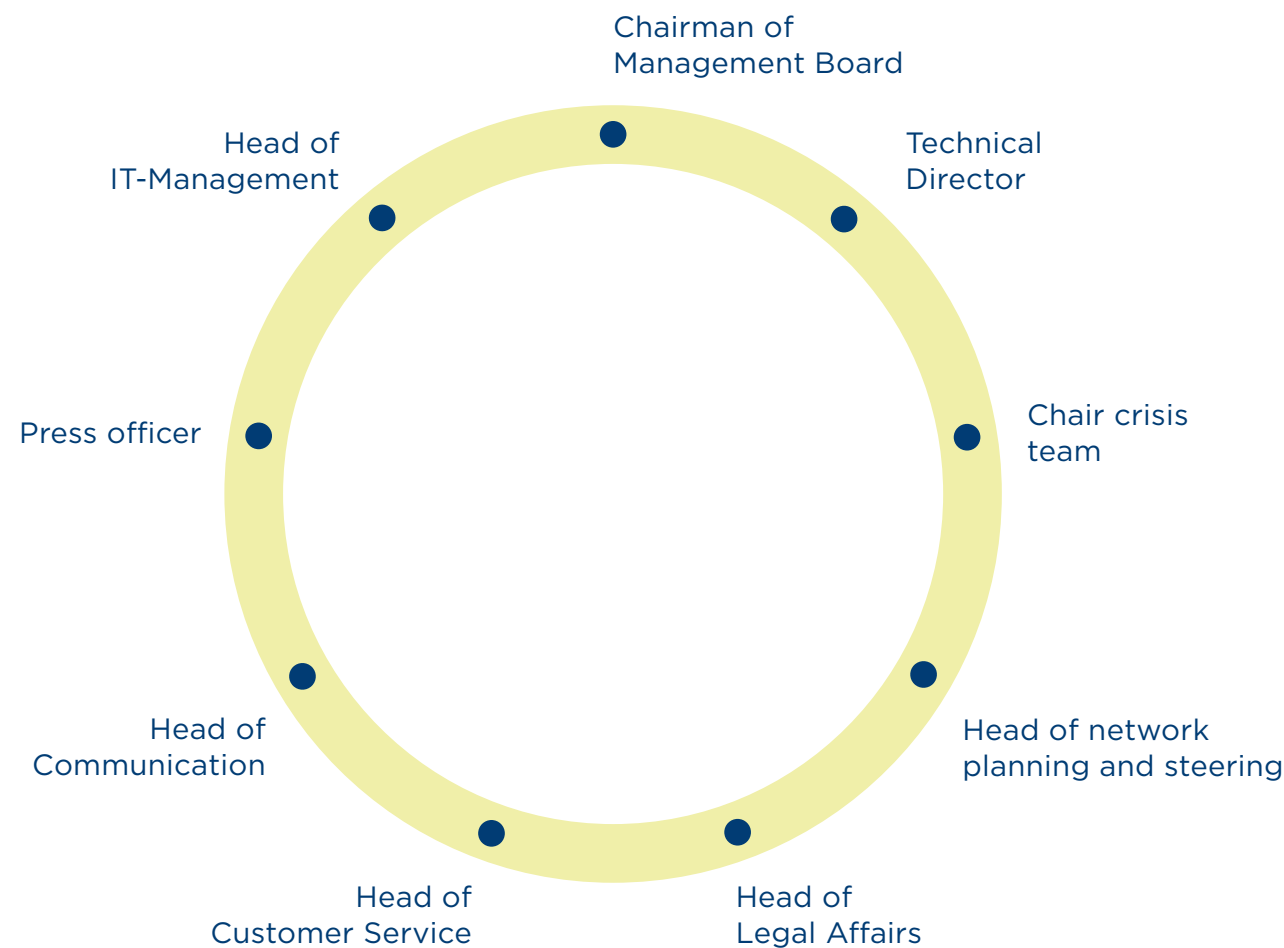 Chairman of
Management Board
Technical
Director
Chair crisis
team
Head of network
planning and steering
Head of
Legal Affairs
Head of
Customer Service
Head of
Communication
Press officer
Head of
IT-Management